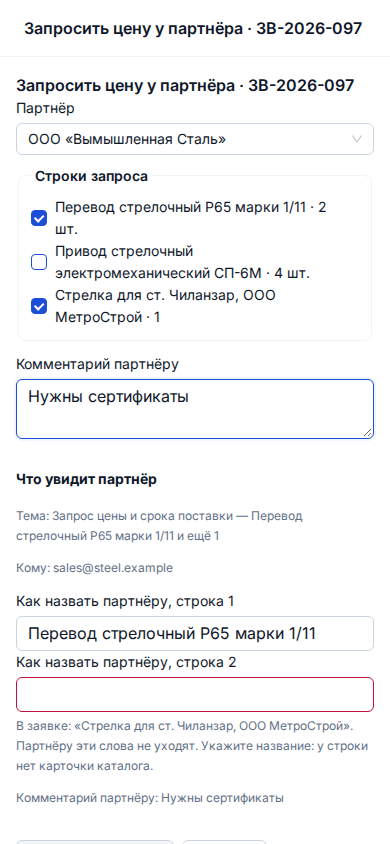 Запросить цену у партнёра · ЗВ-2026-097
Запросить цену у партнёра · ЗВ-2026-097
Партнёр
ООО «Вымышленная Сталь»
Строки запроса
Перевод стрелочный Р65 марки 1/11 · 2
шт.
Привод стрелочный
электромеханический СП-6М · 4 шт.
Стрелка для ст. Чиланзар, ООО
МетроСтрой · 1
Комментарий партнёру
Нужны сертификаты
Что увидит партнёр
Тема: Запрос цены и срока поставки — Перевод
стрелочный Р65 марки 1/11 и ещё 1
Кому: sales@steel.example
Как назвать партнёру, строка 1
Перевод стрелочный Р65 марки 1/11
Как назвать партнёру, строка 2
В заявке: «Стрелка для ст. Чиланзар, ООО МетроСтрой».
Партнёру эти слова не уходят. Укажите название: у строки
нет карточки каталога.
Комментарий партнёру: Нужны сертификаты